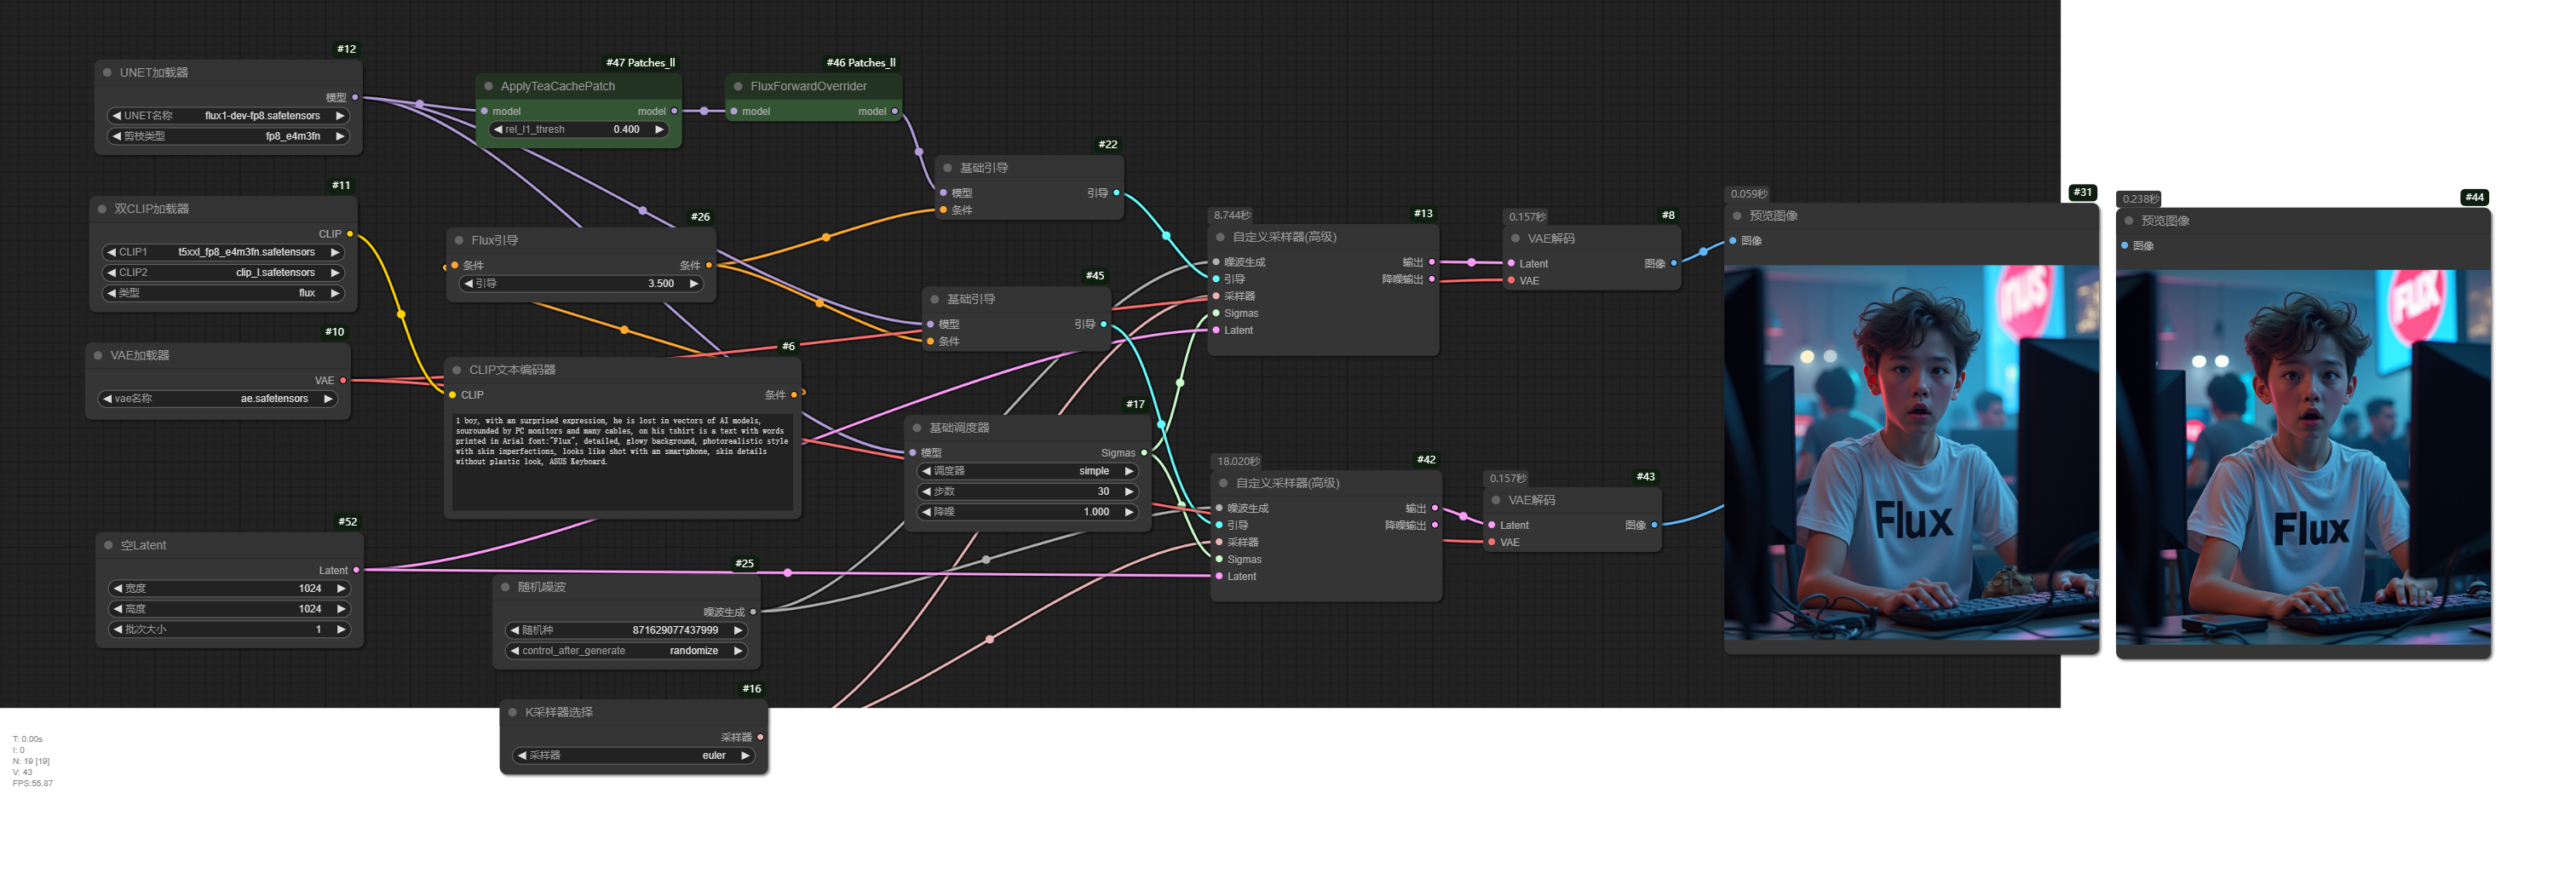 #12
UNET加载器
模型
UNET名称 flux1-dev-fp8.safetensors
剪枝类型 fp8_e4m3fn
#11
双CLIP加载器
CLIP
CLIP1 t5xxl_fp8_e4m3fn.safetensors
CLIP2 clip_l.safetensors
类型 flux
#10
VAE加载器
VAE
vae名称 ae.safetensors
#52
空Latent
Latent
宽度 1024
高度 1024
批次大小 1
#47 Patches_ll
ApplyTeaCachePatch
model model
rel_l1_thresh 0.400
#46 Patches_ll
FluxForwardOverrider
model model
#26
Flux引导
条件 条件
引导 3.500
#6
CLIP文本编码器
CLIP 条件
1 boy, with an surprised expression, he is lost in vectors of AI models,
sourounded by PC monitors and many cables, on his tshirt is a text with words
printed in Arial font:"Flux", detailed, glowy background, photorealistic style
with skin imperfections, looks like shot with an smartphone, skin details
without plastic look, ASUS Keyboard.
#25
随机噪波
噪波生成
随机种 871629077437999
control_after_generate randomize
#16
K采样器选择
采样器
采样器 euler
#22
基础引导
模型 引导
条件
#45
基础引导
模型 引导
条件
#17
基础调度器
模型 Sigmas
调度器 simple
步数 30
降噪 1.000
8.744秒 #13
自定义采样器(高级)
噪波生成 输出
引导 降噪输出
采样器
Sigmas
Latent
18.020秒 #42
自定义采样器(高级)
噪波生成 输出
引导 降噪输出
采样器
Sigmas
Latent
0.157秒 #8
VAE解码
Latent 图像
VAE
0.157秒 #43
VAE解码
Latent 图像
VAE
0.059秒 #31
预览图像
图像
Flux
0.238秒 #44
预览图像
图像
FLUX
Flux
T: 0.00s
I: 0
N: 19 [19]
V: 43
FPS:55.87